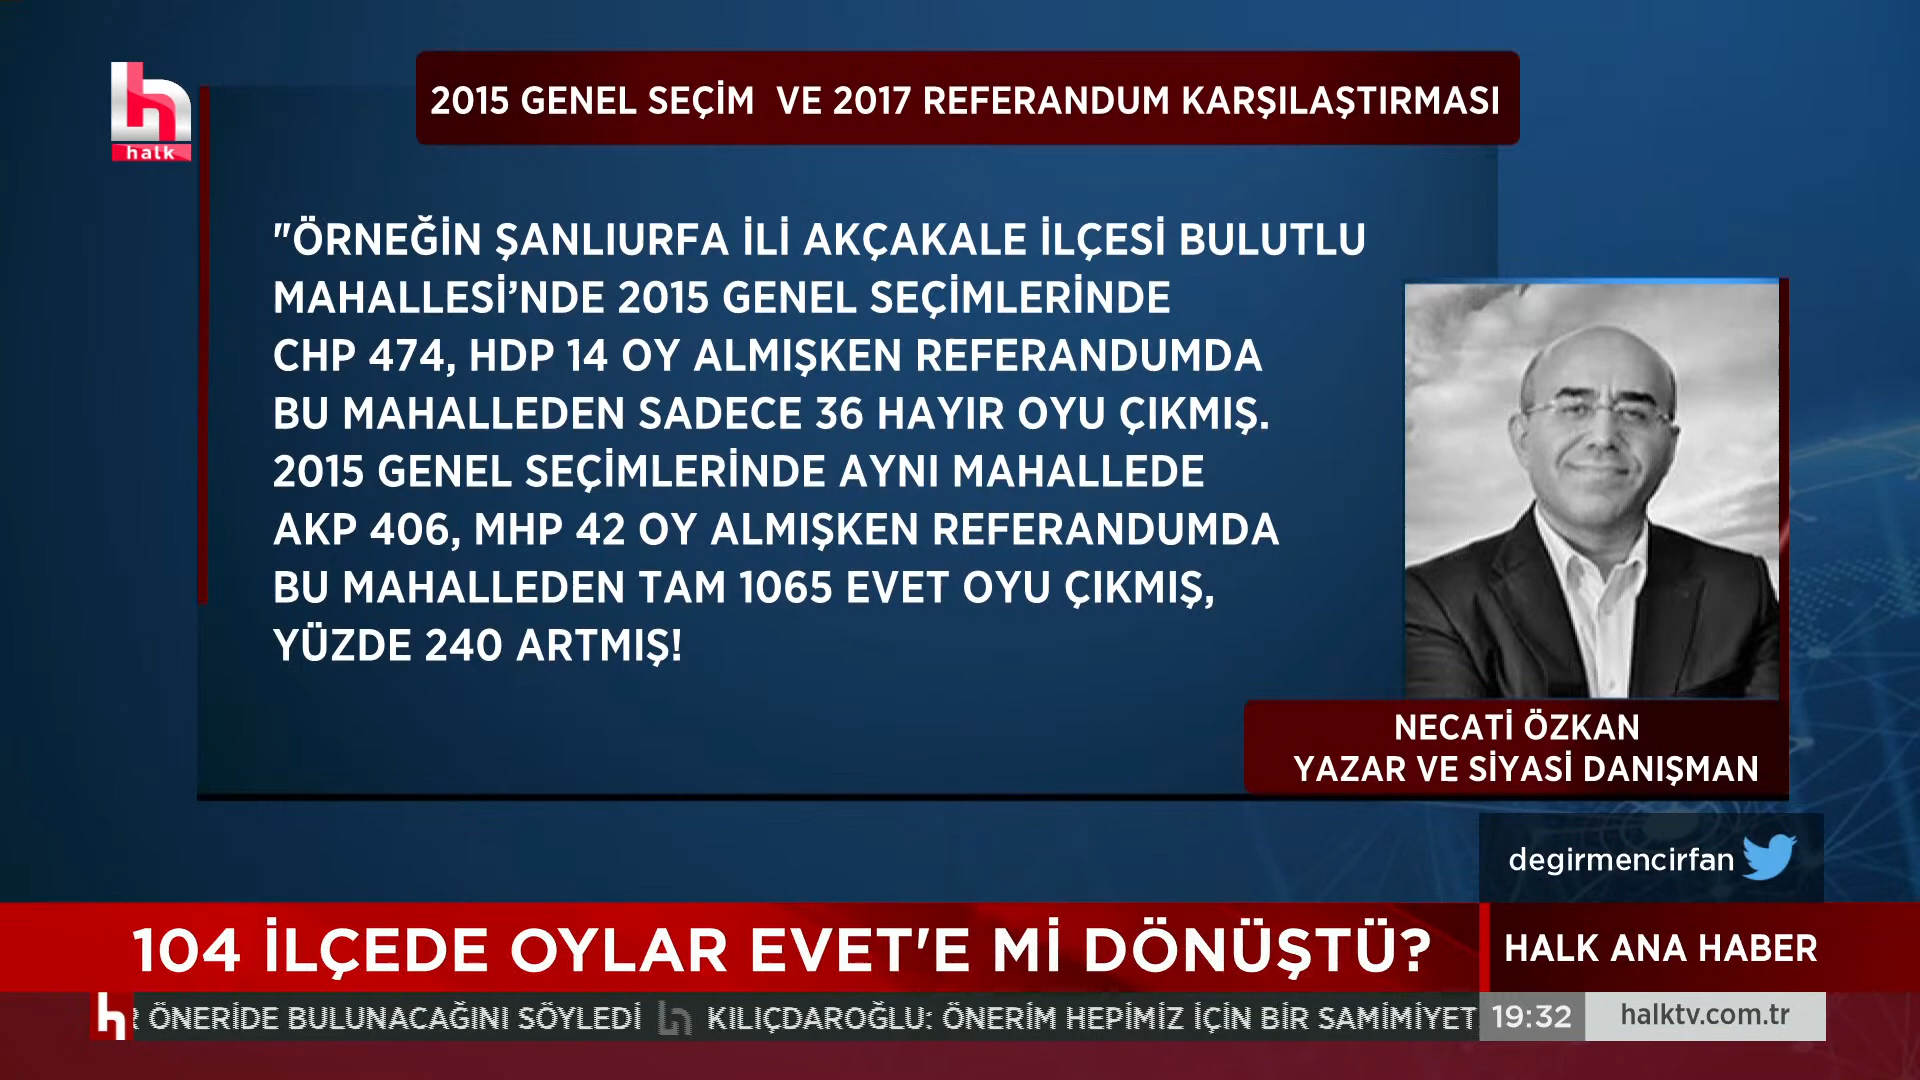 2015 GENEL SEÇİM VE 2017 REFERANDUM KARŞILAŞTIRMASI
halk
"ÖRNEĞİN ŞANLIURFA İLİ AKÇAKALE İLÇESİ BULUTLU
MAHALLESİ’NDE 2015 GENEL SEÇİMLERİNDE
CHP 474, HDP 14 OY ALMIŞKEN REFERANDUMDA
BU MAHALLEDEN SADECE 36 HAYIR OYU ÇIKMIŞ.
2015 GENEL SEÇİMLERİNDE AYNI MAHALLEDE
AKP 406, MHP 42 OY ALMIŞKEN REFERANDUMDA
BU MAHALLEDEN TAM 1065 EVET OYU ÇIKMIŞ,
YÜZDE 240 ARTMIŞ!
NECATİ ÖZKAN
YAZAR VE SİYASİ DANIŞMAN
degirmencirfan
104 İLÇEDE OYLAR EVET'E Mİ DÖNÜŞTÜ?
HALK ANA HABER
ÖNERİDE BULUNACAĞINI SÖYLEDİ KILIÇDAROĞLU: ÖNERİM HEPİMİZ İÇİN BİR SAMİMİYET
19:32
halktv.com.tr